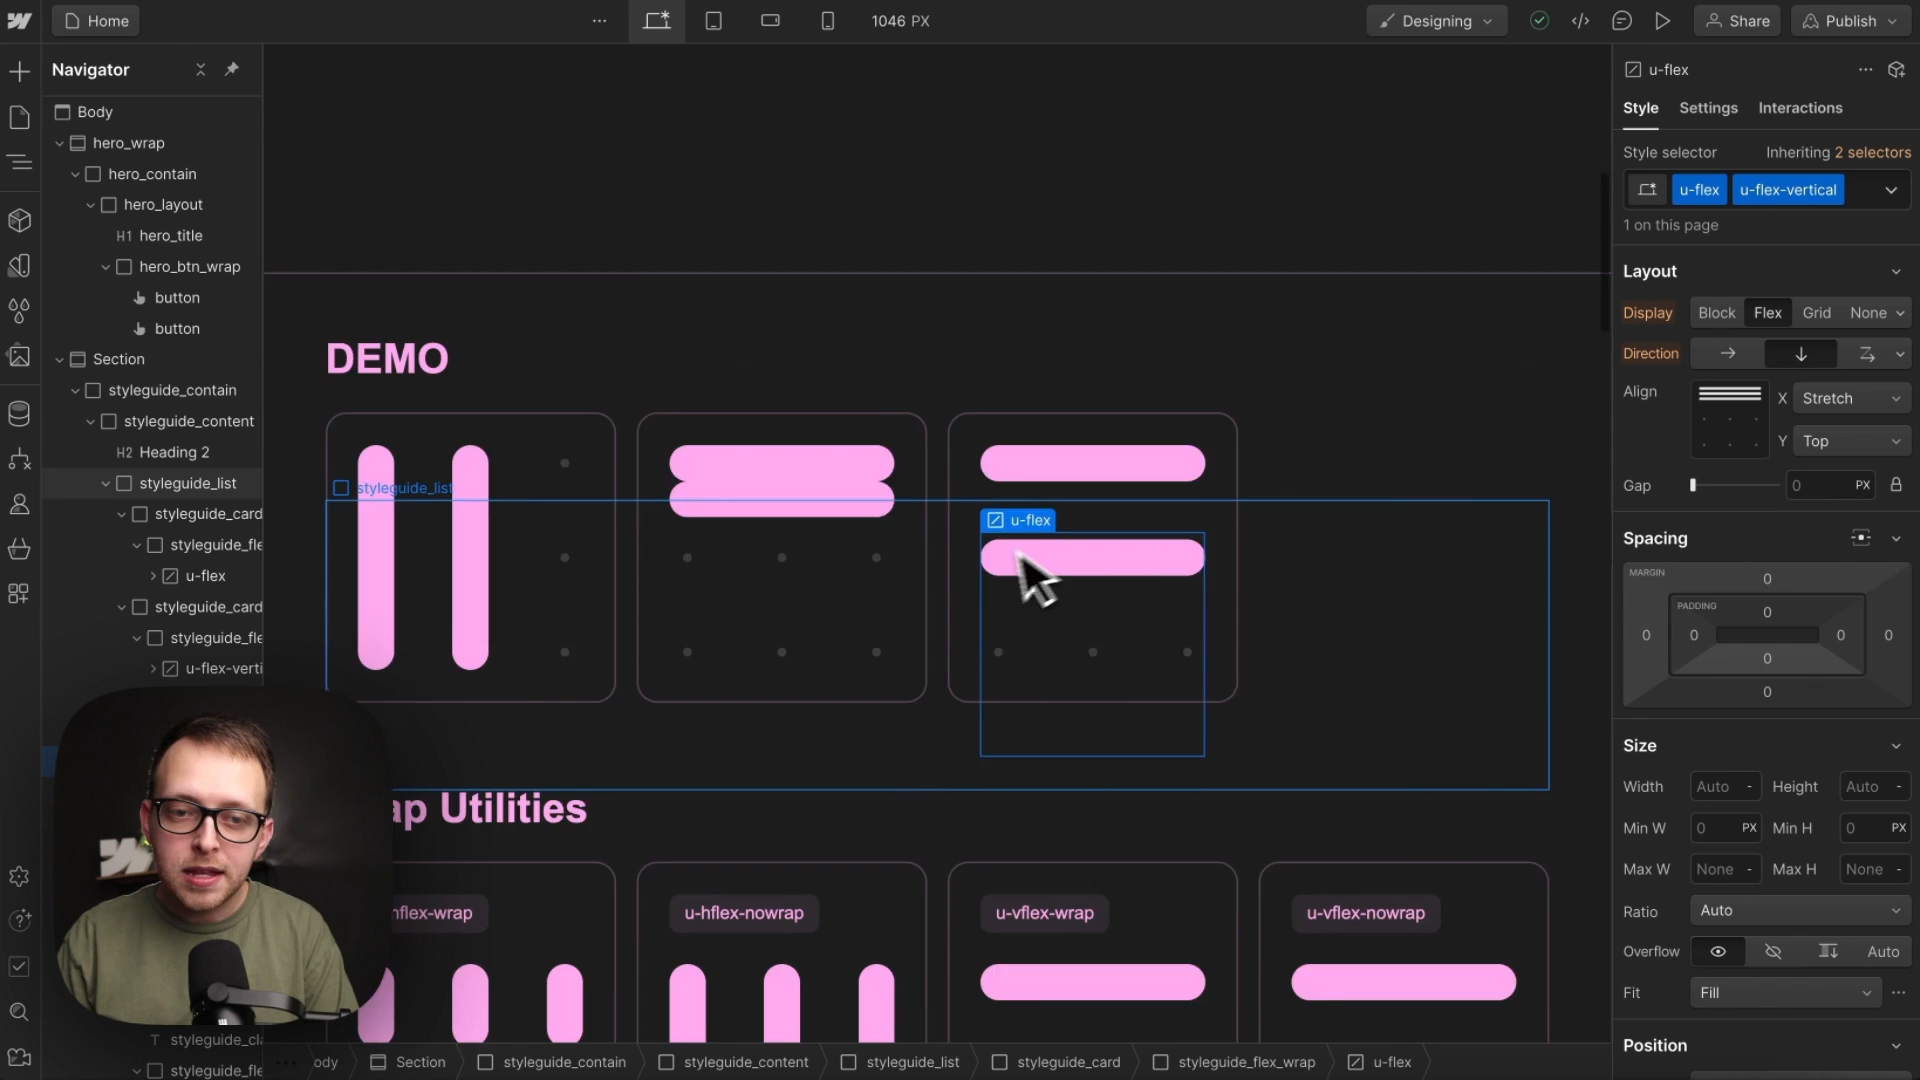 Home
1046 PX
Designing
Share
Publish
Navigator
Body
hero_wrap
hero_contain
hero_layout
H1 hero_title
hero_btn_wrap
button
button
Section
styleguide_contain
styleguide_content
H2 Heading 2
styleguide_list
styleguide_card
styleguide_fle
u-flex
styleguide_card
styleguide_fle
u-flex-verti
T styleguide_cl
styleguide_fle
DEMO
styleguide_list
u-flex
ap Utilities
hflex-wrap
u-hflex-nowrap
u-vflex-wrap
u-vflex-nowrap
ody
Section
styleguide_contain
styleguide_content
styleguide_list
styleguide_card
styleguide_flex_wrap
u-flex
u-flex
Style Settings Interactions
Style selector Inheriting 2 selectors
u-flex u-flex-vertical
1 on this page
Layout
Display Block Flex Grid None
Direction
Align X Stretch
Y Top
Gap 0 PX
Spacing
MARGIN 0
PADDING 0
0 0 0 0
0
0
Size
Width Auto - Height Auto -
Min W 0 PX Min H 0 PX
Max W None - Max H None -
Ratio Auto
Overflow Auto
Fit Fill
Position